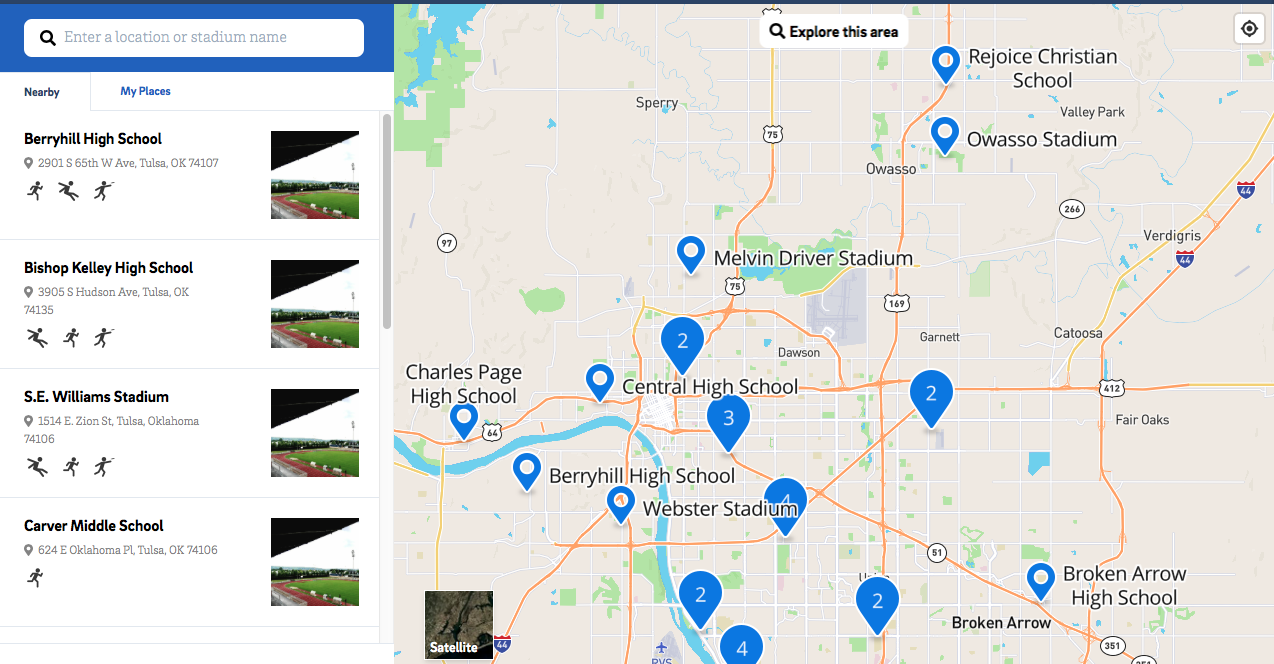 Enter a location or stadium name
Nearby
My Places
Berryhill High School
2901 S 65th W Ave, Tulsa, OK 74107
Bishop Kelley High School
3905 S Hudson Ave, Tulsa, OK
74135
S.E. Williams Stadium
1514 E. Zion St, Tulsa, Oklahoma
74106
Carver Middle School
624 E Oklahoma Pl, Tulsa, OK 74106
Explore this area
Rejoice Christian
School
Sperry
Valley Park
75
Owasso Stadium
Owasso
44
266
97
Verdigris
44
Melvin Driver Stadium
75
169
Catoosa
Garnett
2
Dawson
Charles Page
High School
Central High School
2
412
3
Fair Oaks
64
Berryhill High School
4
Webster Stadium
51
Broken Arrow
High School
2
2
Broken Arrow
Satellite
44
4
351
RVS